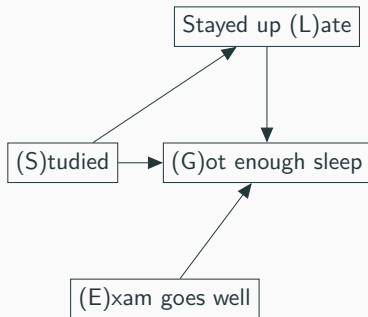 Stayed up (L)ate
(S)tudied
(G)ot enough sleep
(E)xam goes well